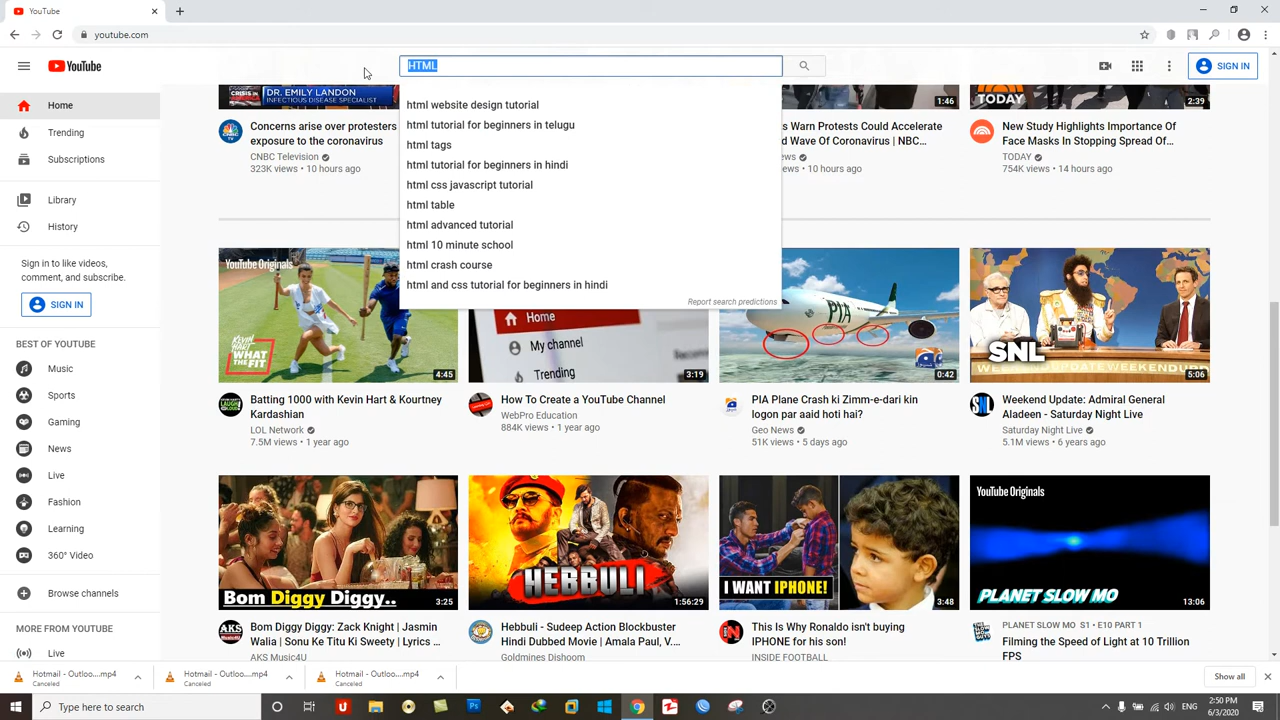 YouTube
youtube.com
YouTube
HTML
SIGN IN
Home
Trending
Subscriptions
Library
History
Sign in to like videos,
comment, and subscribe.
SIGN IN
BEST OF YOUTUBE
Music
Sports
Gaming
News
Live
Fashion
Learning
360° Video
Browse channels
MORE FROM YOUTUBE
Live
html website design tutorial
html tutorial for beginners in telugu
html tags
html tutorial for beginners in hindi
html css javascript tutorial
html table
html advanced tutorial
html 10 minute school
html crash course
html and css tutorial for beginners in hindi
Report search predictions
CRISIS IN
DR. EMILY LANDON
INFECTIOUS DISEASE SPECIALIST
CNBC
TV
Concerns arise over protesters
exposure to the coronavirus
CNBC Television
323K views • 10 hours ago
1:46
s Warn Protests Could Accelerate
d Wave Of Coronavirus | NBC...
ws • 10 hours ago
TODAY
2:39
New Study Highlights Importance Of
Face Masks In Stopping Spread Of...
TODAY
754K views • 14 hours ago
YouTube Originals
KEVIN HART
WHAT THE FIT
4:45
Batting 1000 with Kevin Hart & Kourtney
Kardashian
LOL Network
7.5M views • 1 year ago
Home
My channel
Trending
3:19
How To Create a YouTube Channel
WebPro Education
884K views • 1 year ago
PIA
0:42
PIA Plane Crash ki Zimm-e-dari kin
logon par aaid hoti hai?
Geo News
51K views • 5 days ago
SNL
WEEKEND UPDATE
5:06
Weekend Update: Admiral General
Aladeen - Saturday Night Live
Saturday Night Live
5.1M views • 6 years ago
Bom Diggy Diggy..
3:25
AKS
Bom Diggy Diggy: Zack Knight | Jasmin
Walia | Sonu Ke Titu Ki Sweety | Lyrics ...
AKS Music4U
HEBBULI
1:56:29
Hebbuli - Sudeep Action Blockbuster
Hindi Dubbed Movie | Amala Paul, V....
Goldmines Dishoom
I WANT IPHONE!
3:48
This Is Why Ronaldo isn't buying
IPHONE for his son!
INSIDE FOOTBALL
YouTube Originals
PLANET SLOW MO
13:06
PLANET SLOW MO S1 • E10 PART 1
Filming the Speed of Light at 10 Trillion
FPS
Hotmail - Outloo....mp4
Canceled
Hotmail - Outloo....mp4
Canceled
Hotmail - Outloo....mp4
Canceled
Show all
Type here to search
ENG
2:50 PM
6/3/2020